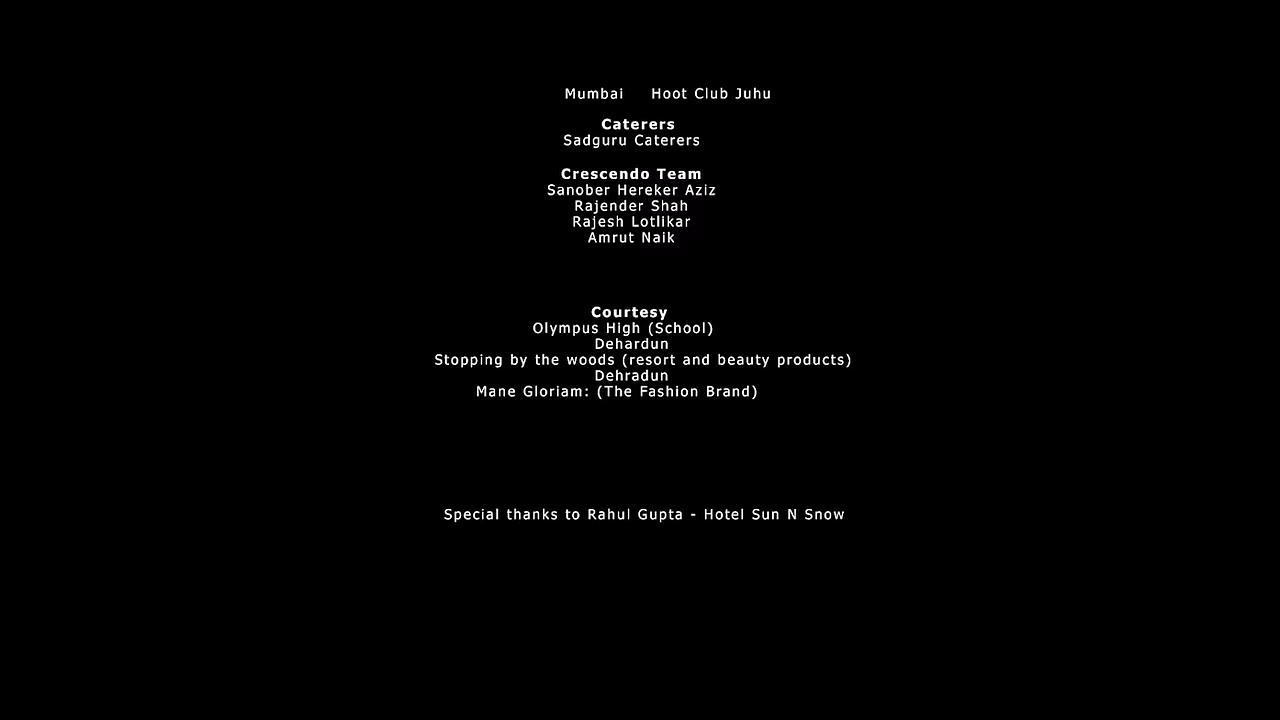 Mumbai Hoot Club Juhu
Caterers
Sadguru Caterers
Crescendo Team
Sanober Hereker Aziz
Rajender Shah
Rajesh Lotlikar
Amrut Naik
Courtesy
Olympus High (School)
Dehardun
Stopping by the woods (resort and beauty products)
Dehradun
Mane Gloriam: (The Fashion Brand)
Special thanks to Rahul Gupta - Hotel Sun N Snow